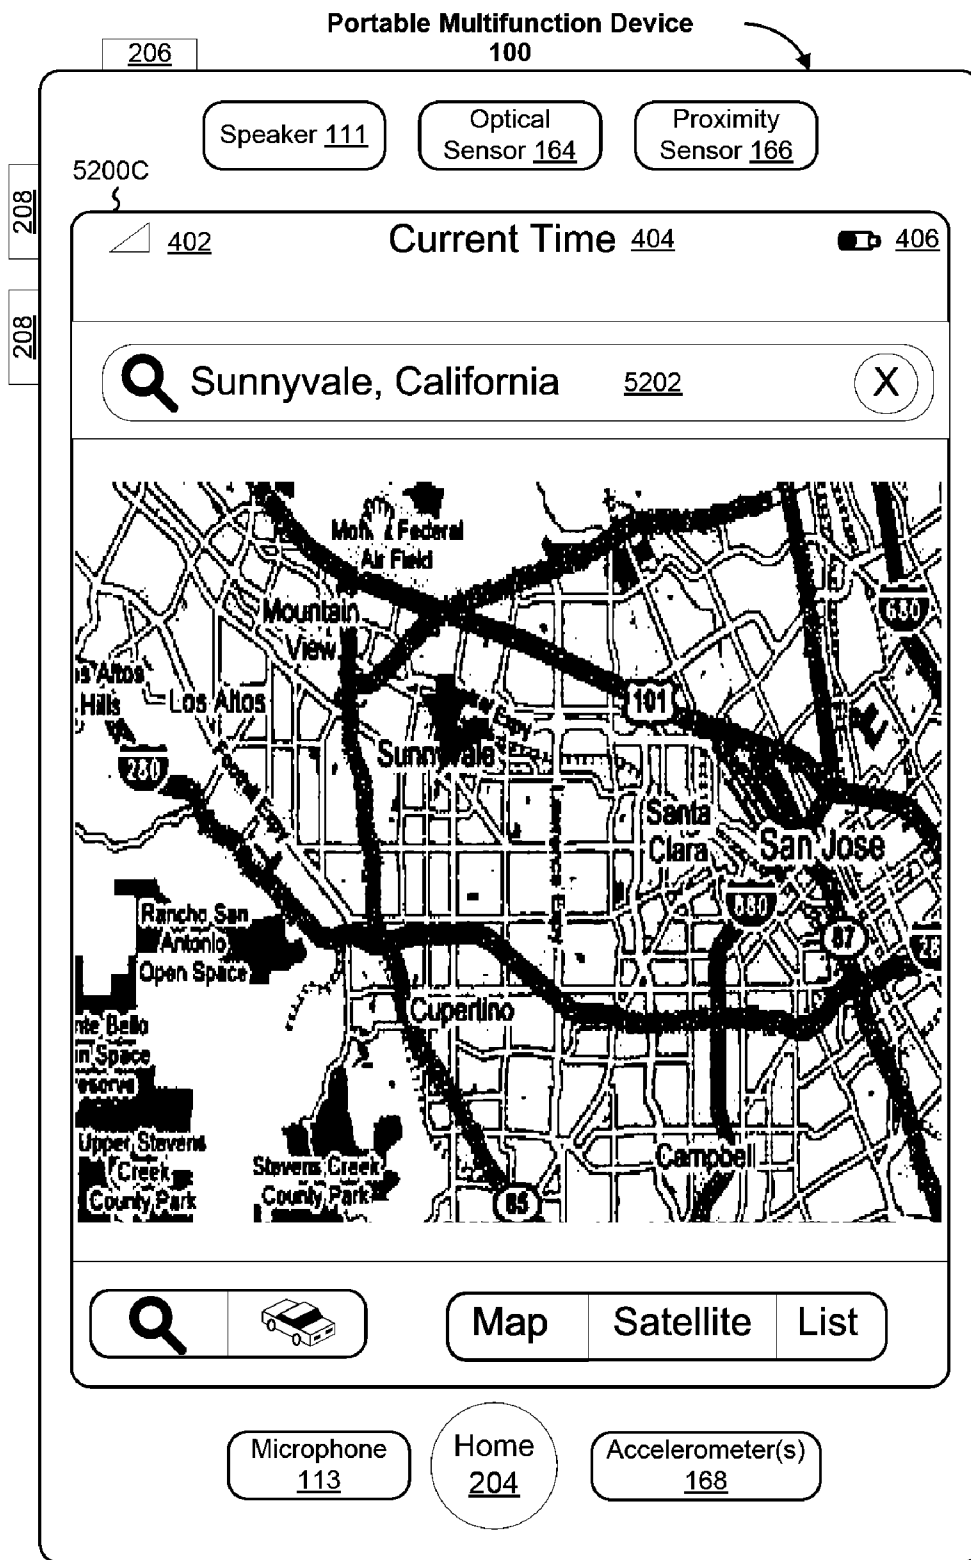 Portable Multifunction Device
100
206
Speaker 111
Optical
Sensor 164
Proximity
Sensor 166
5200C
208
208
402
Current Time 404
406
Sunnyvale, California 5202
X
Federal
Air Field
Mountain
View
680
Los Altos
Hills
101
280
Sunnyvale
Santa
Clara
San Jose
880
Rancho San
Antonio
Open Space
87
Cupertino
Upper Stevens
Creek
County Park
Stevens Creek
County Park
Campbell
85
Map
Satellite
List
Microphone
113
Home
204
Accelerometer(s)
168